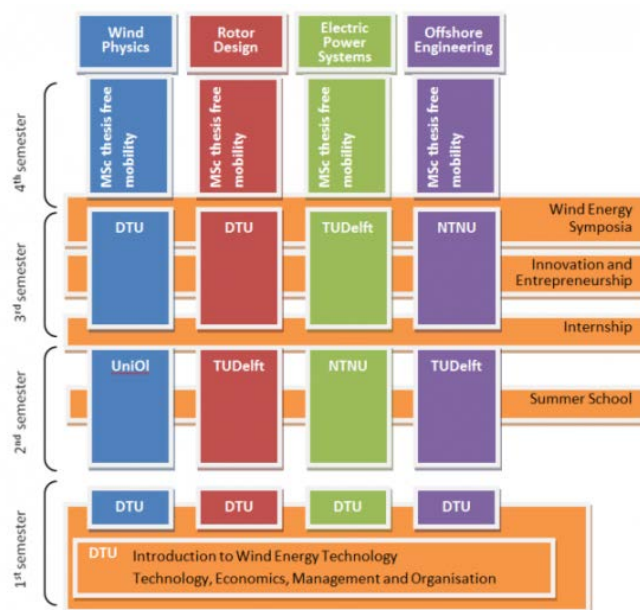 Wind
Physics
Rotor
Design
Electric
Power
Systems
Offshore
Engineering
4th semester
MSc thesis free
mobility
MSc thesis free
mobility
MSc thesis free
mobility
MSc thesis free
mobility
Wind Energy
Symposia
3rd semester
DTU
DTU
TUDelft
NTNU
Innovation and
Entrepreneurship
Internship
2nd semester
UniOl
TUDelft
NTNU
TUDelft
Summer School
1st semester
DTU
DTU
DTU
DTU
DTU Introduction to Wind Energy Technology
Technology, Economics, Management and Organisation